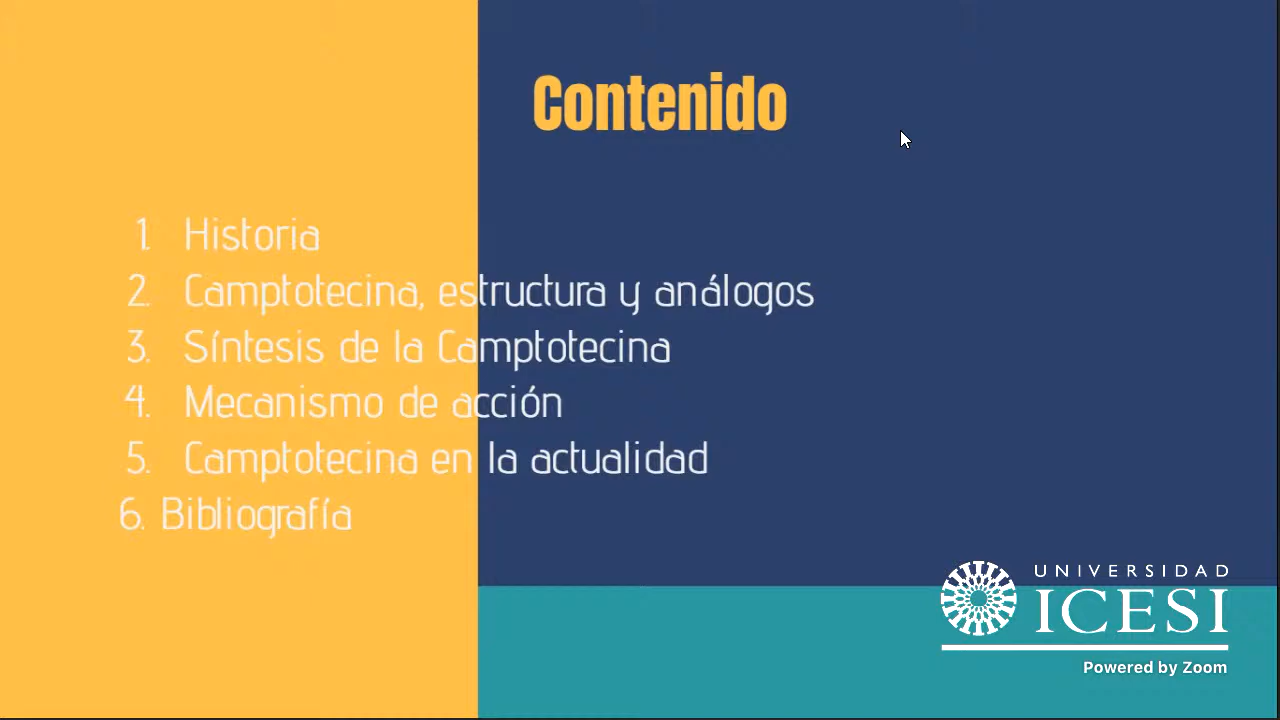 Contenido
1. Historia
2. Camptotecina, estructura y análogos
3. Síntesis de la Camptotecina
4. Mecanismo de acción
5. Camptotecina en la actualidad
6. Bibliografía
UNIVERSIDAD
ICESI
Powered by Zoom